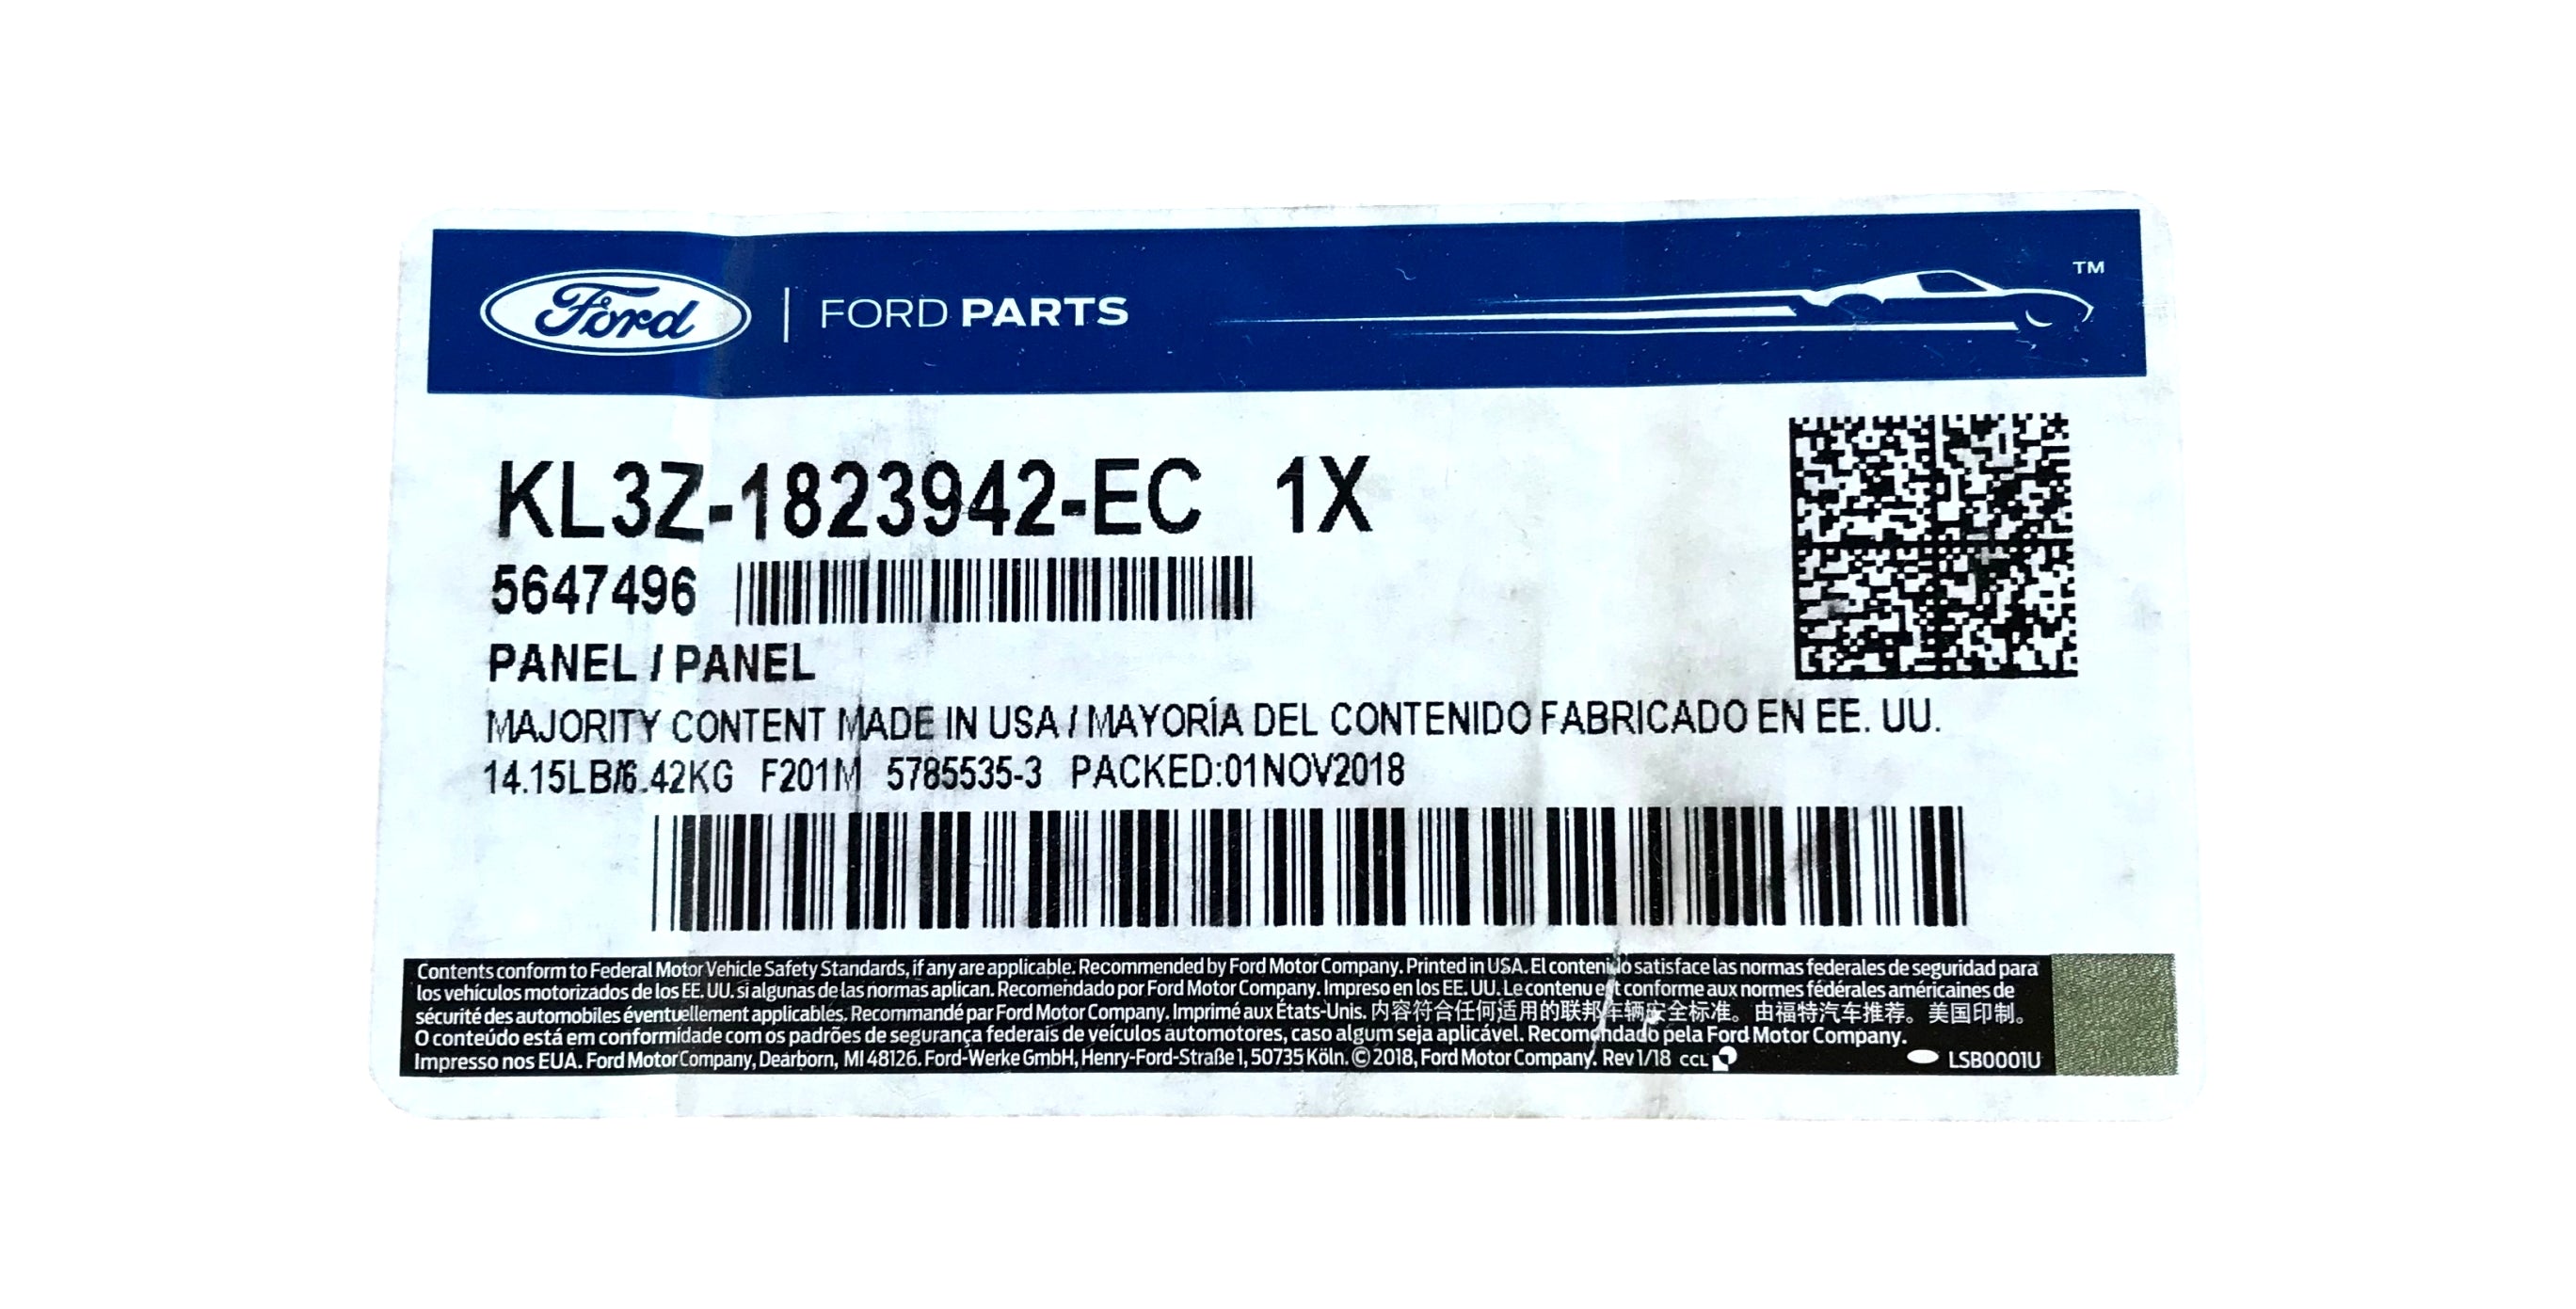 Ford | FORD PARTS
TM
KL3Z-1823942-EC 1X
5647496
PANEL / PANEL
MAJORITY CONTENT MADE IN USA / MAYORÍA DEL CONTENIDO FABRICADO EN EE. UU.
14.15LB/6.42KG F201M 5785535-3 PACKED:01NOV2018
Contents conform to Federal Motor Vehicle Safety Standards, if any are applicable. Recommended by Ford Motor Company. Printed in USA. El contenido satisface las normas federales de seguridad para
los vehículos motorizados de los EE. UU. si algunas de las normas aplican. Recomendado por Ford Motor Company. Impreso en los EE. UU. Le contenu est conforme aux normes fédérales américaines de
sécurité des automobiles éventuellement applicables. Recommandé par Ford Motor Company. Imprimé aux États-Unis. 内容符合任何适用的联邦车辆安全标准。由福特汽车推荐。美国印制。
O conteúdo está em conformidade com os padrões de segurança federais de veículos automotores, caso algum seja aplicável. Recomendado pela Ford Motor Company.
Impresso nos EUA. Ford Motor Company, Dearborn, MI 48126. Ford-Werke GmbH, Henry-Ford-Straße 1, 50735 Köln. © 2018, Ford Motor Company. Rev 1/18 CCL LSB0001U